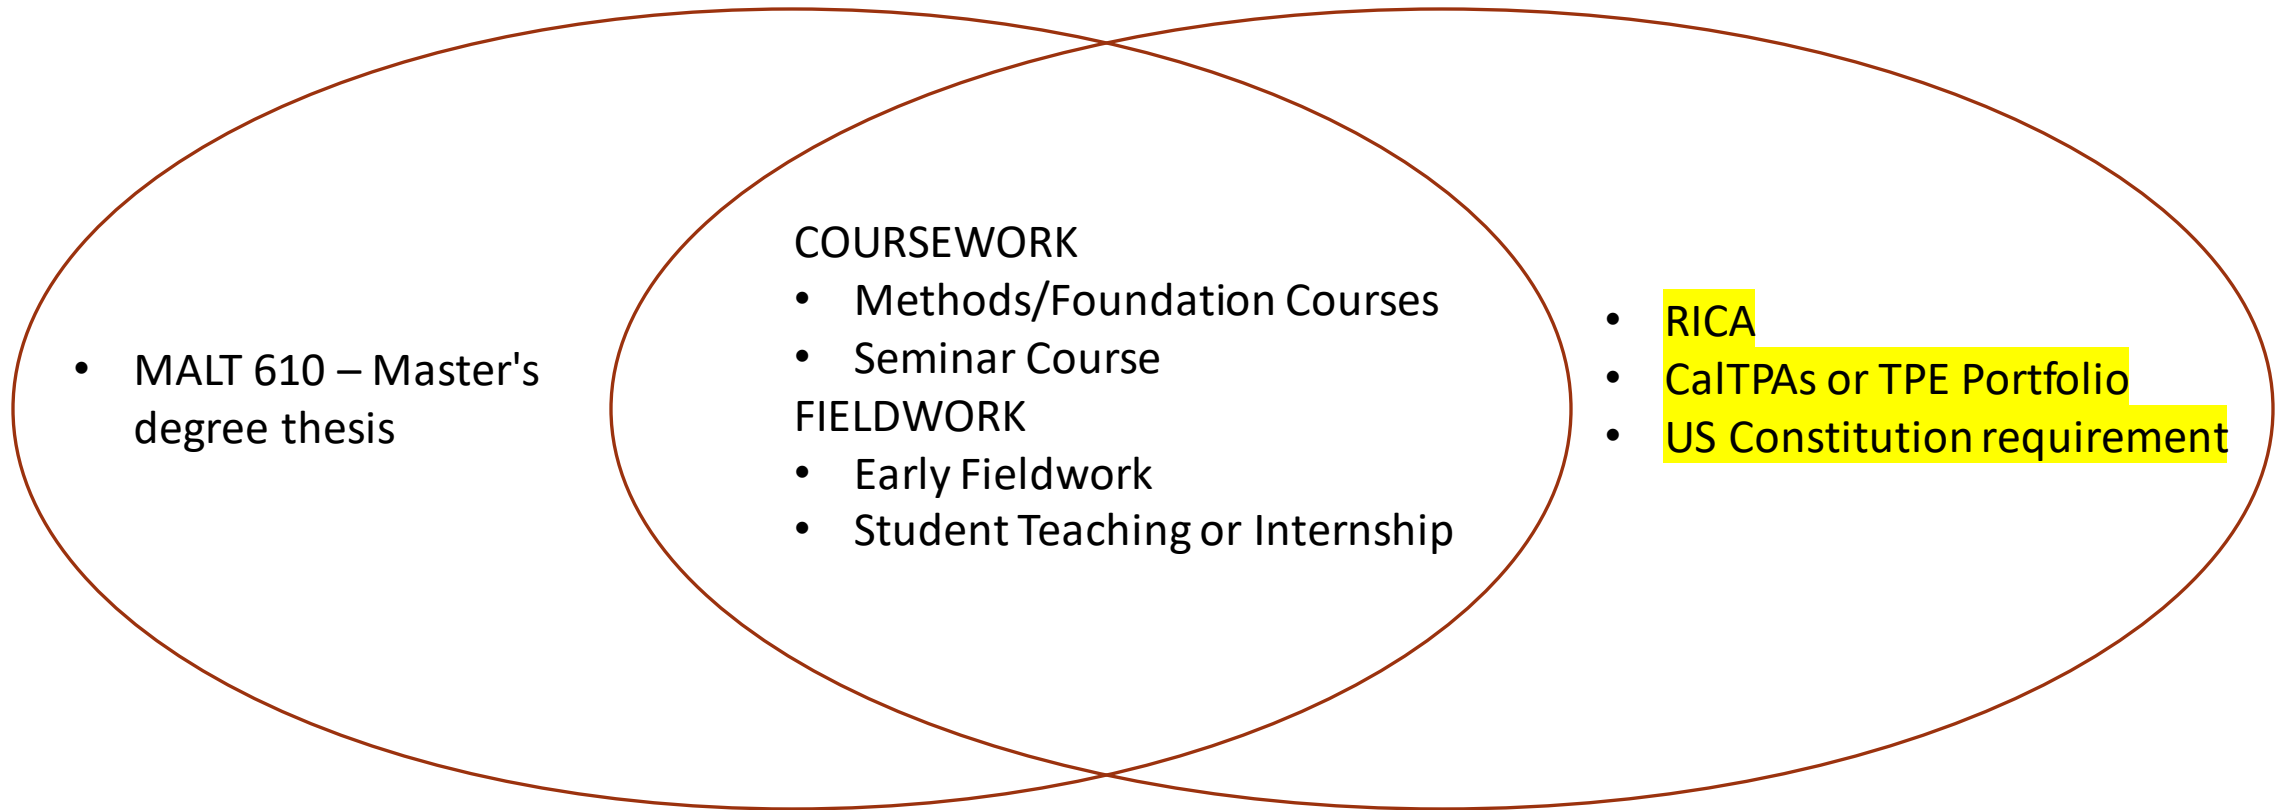 • MALT 610 – Master's
degree thesis
COURSEWORK
• Methods/Foundation Courses
• Seminar Course
FIELDWORK
• Early Fieldwork
• Student Teaching or Internship
• RICA
• CalTPAs or TPE Portfolio
• US Constitution requirement